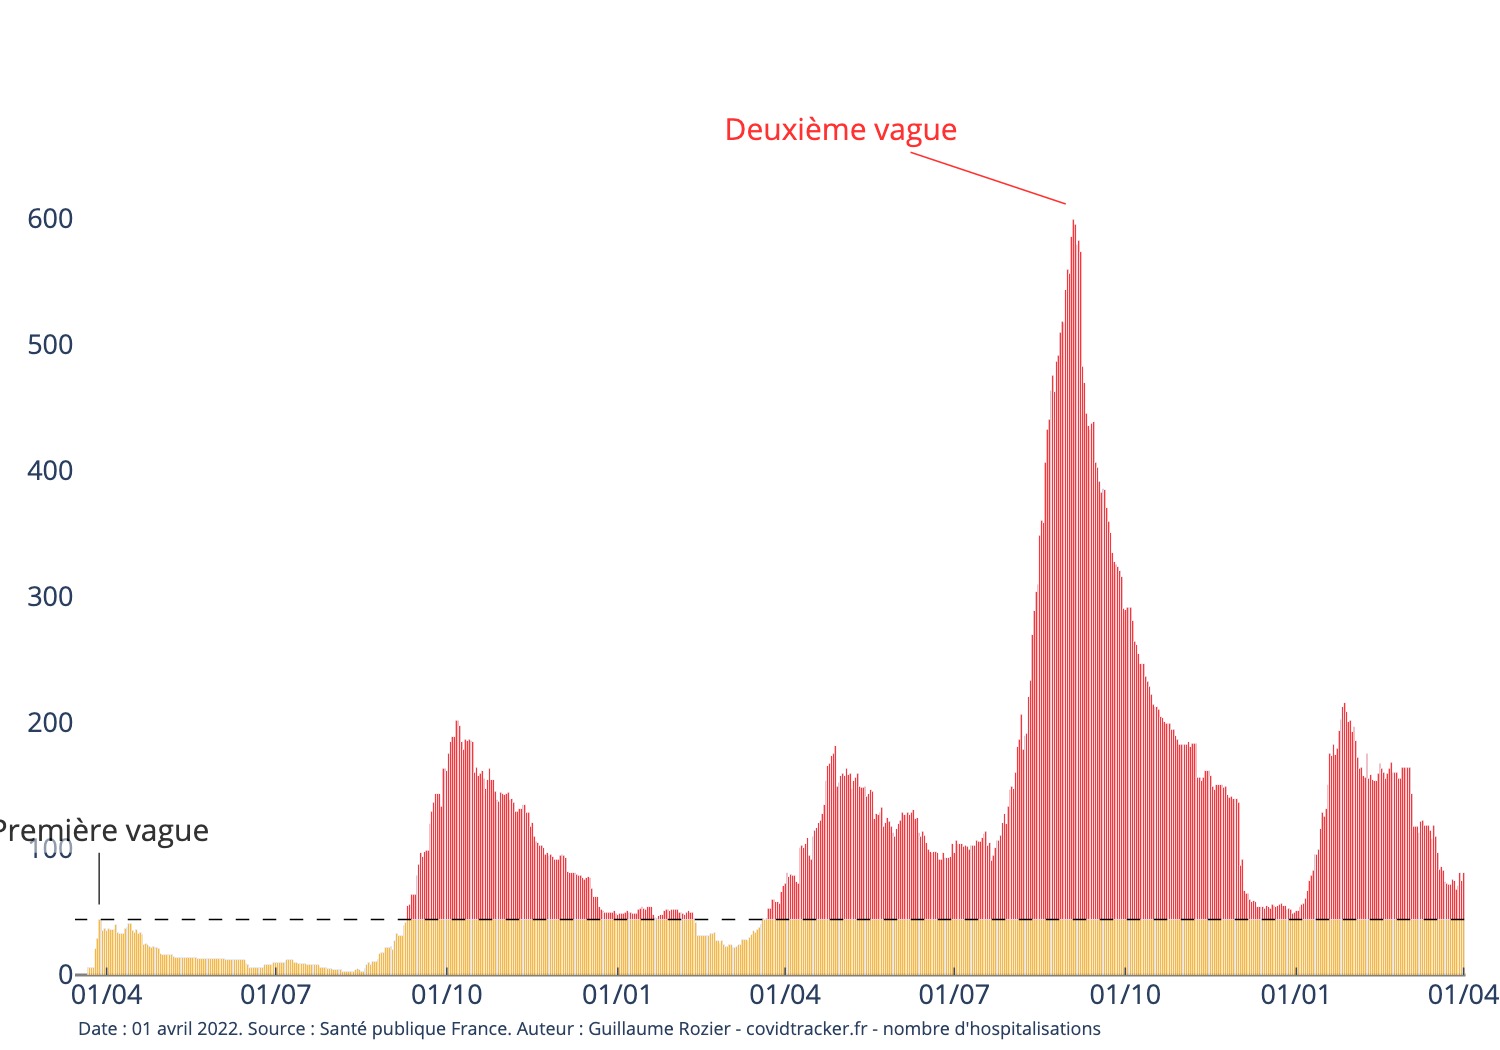 Deuxième vague
600
500
400
300
200
Première vague
100
0
01/04 01/07 01/10 01/01 01/04 01/07 01/10 01/01 01/04
Date : 01 avril 2022. Source : Santé publique France. Auteur : Guillaume Rozier - covidtracker.fr - nombre d'hospitalisations